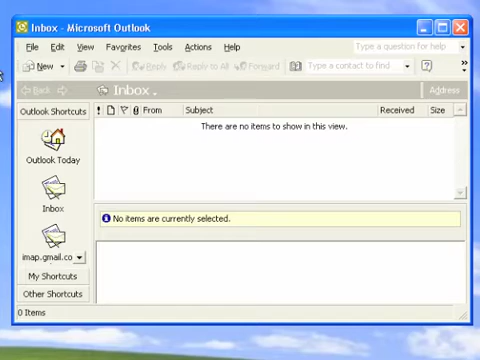 Inbox - Microsoft Outlook
File Edit View Favorites Tools Actions Help Type a question for help
New Reply Reply to All Forward Type a contact to find
Back Inbox . Address
Outlook Shortcuts
! From Subject Received Size
There are no items to show in this view.
Outlook Today
Inbox
No items are currently selected.
imap.gmail.co
My Shortcuts
Other Shortcuts
0 Items